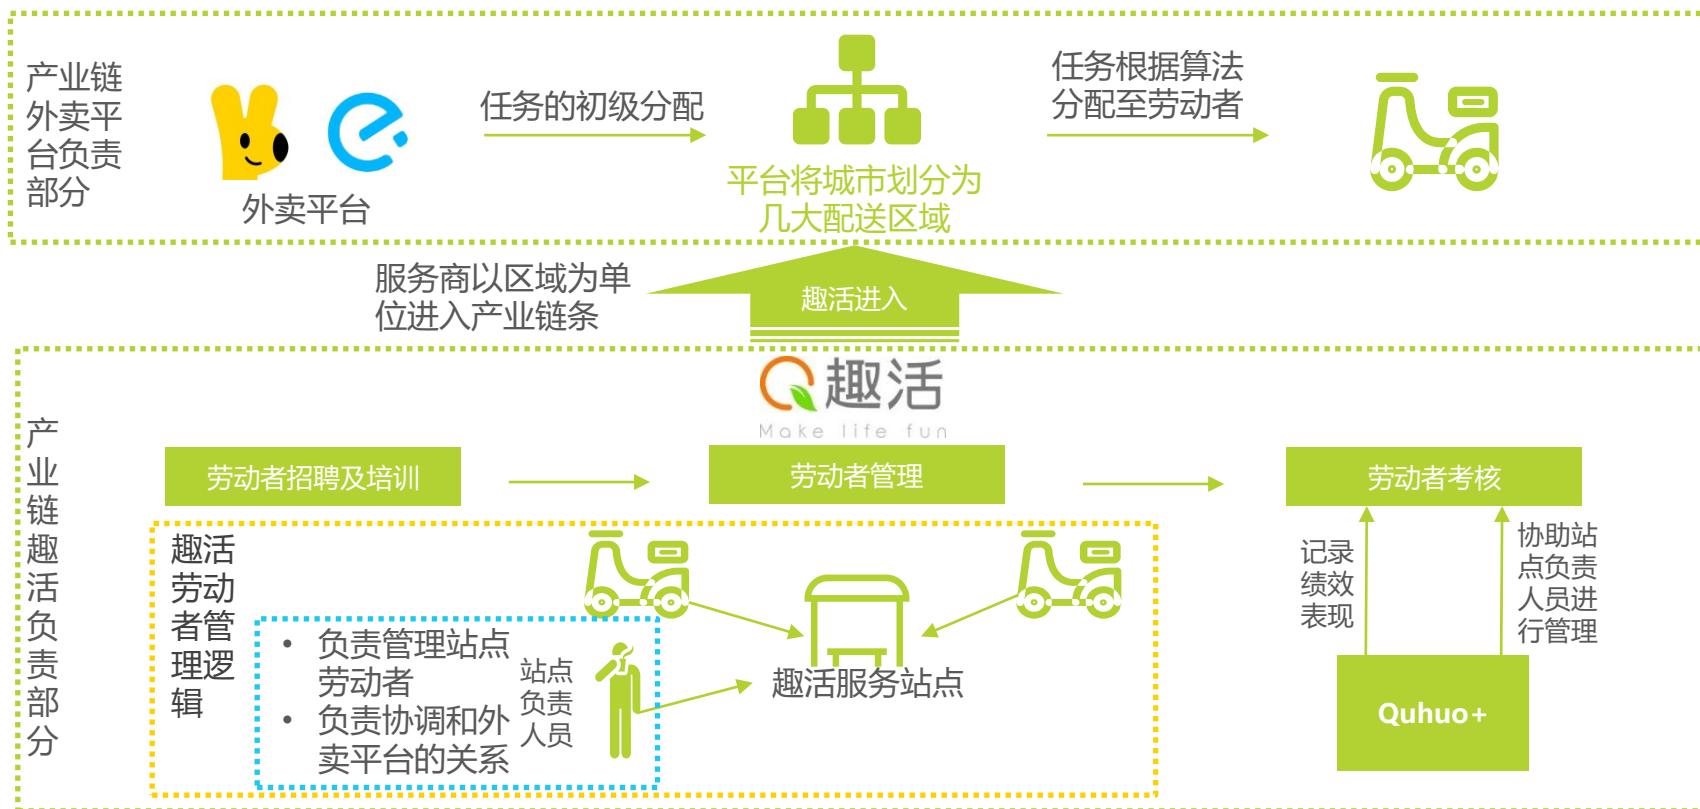 产业链
外卖平
台负责
部分
外卖平台
任务的初级分配
平台将城市划分为
几大配送区域
任务根据算法
分配至劳动者
服务商以区域为单
位进入产业链条
趣活进入
趣活
Make life fun
产
业
链
趣
活
负
责
部
分
劳动者招聘及培训
劳动者管理
劳动者考核
趣活
劳动
者管
理逻
辑
• 负责管理站点
劳动者
• 负责协调和外
卖平台的关系
站点
负责
人员
趣活服务站点
记录
绩效
表现
协助站
点负责
人员进
行管理
Quhuo+